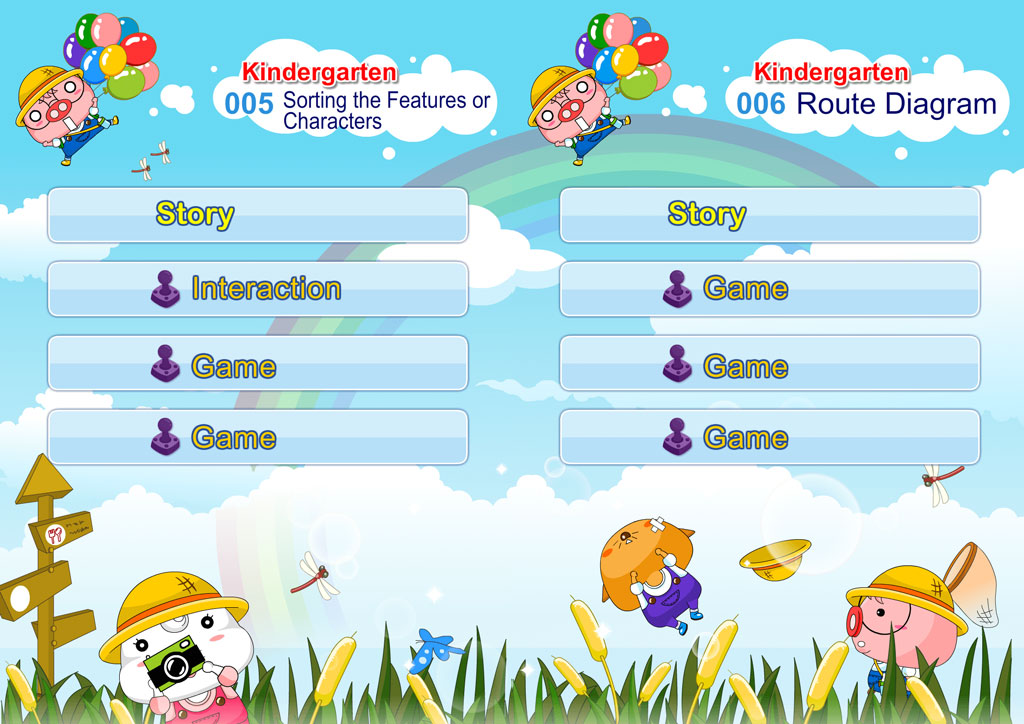 Kindergarten
005 Sorting the Features or
Characters
Story
Interaction
Game
Game
Kindergarten
006 Route Diagram
Story
Game
Game
Game